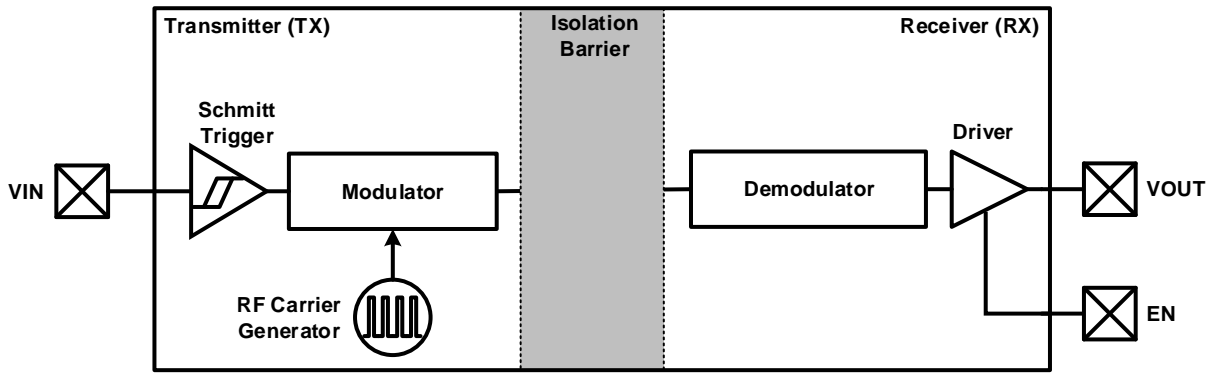 Transmitter (TX)
Isolation
Barrier
Receiver (RX)
Schmitt
Trigger
Driver
VIN
Modulator
Demodulator
VOUT
RF Carrier
Generator
EN